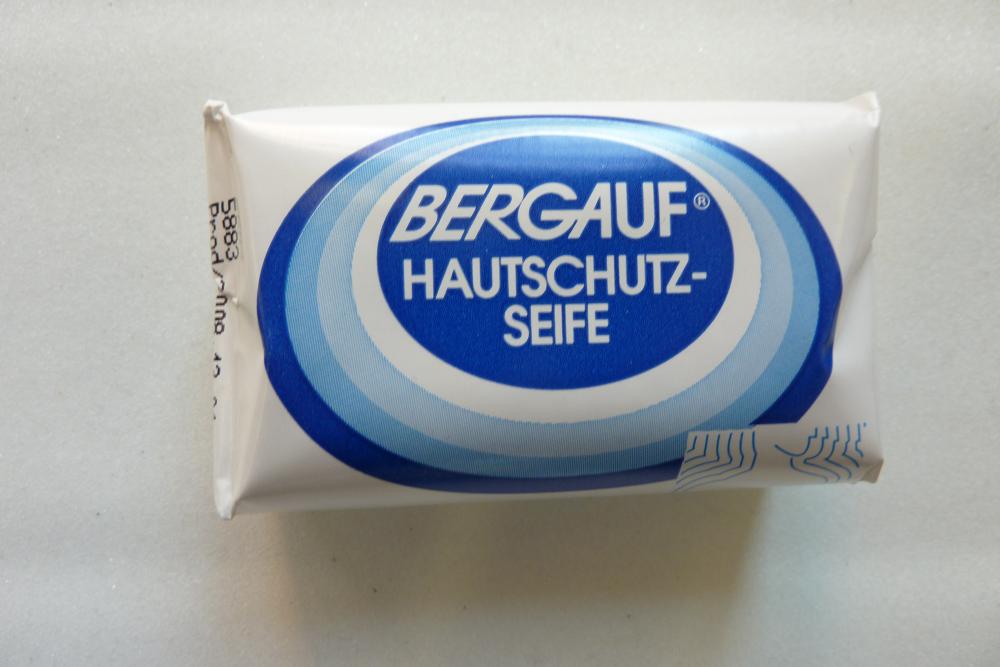 BERGAUF®
HAUTSCHUTZ-
SEIFE
5883